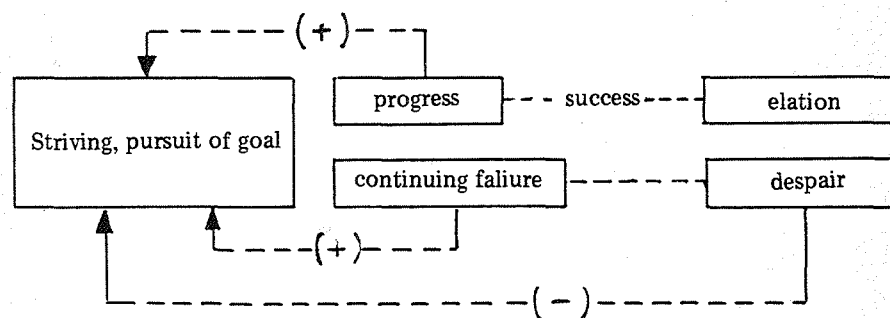 (+)
progress
success
elation
Striving, pursuit of goal
continuing faliure
despair
(+)
(-)